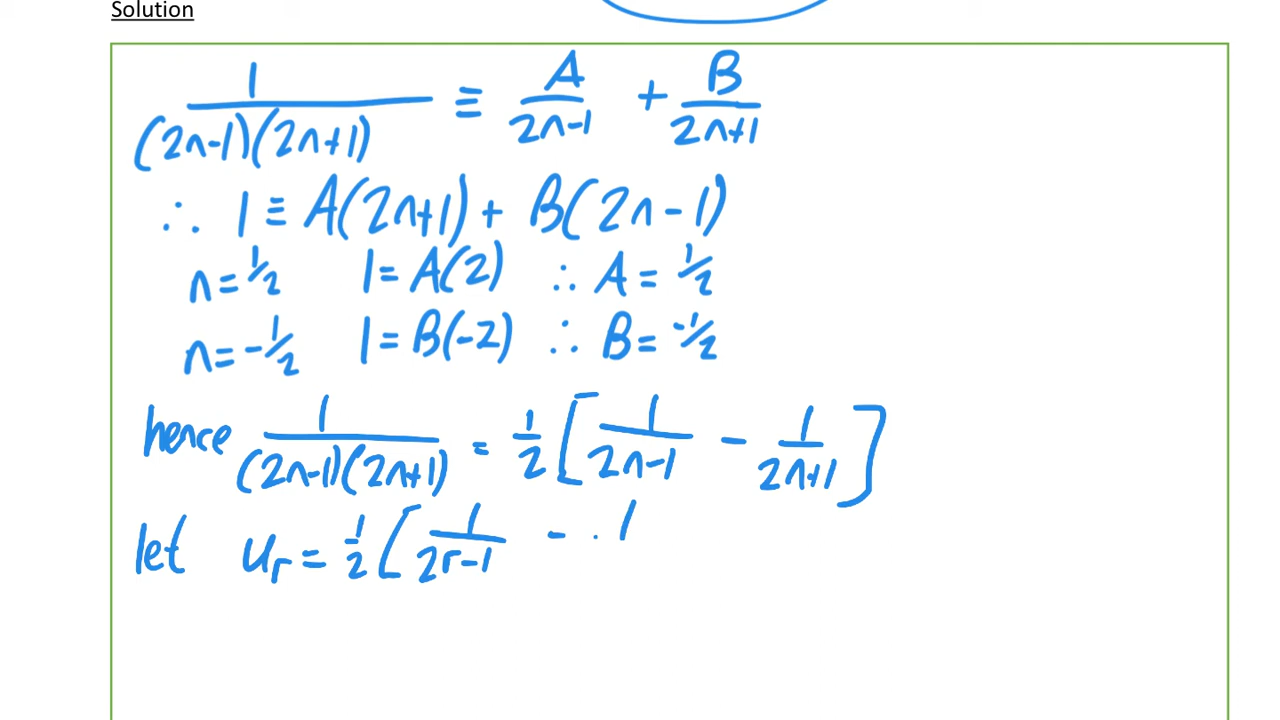 Solution
1/((2n-1)(2n+1)) ≡ A/(2n-1) + B/(2n+1)
∴ 1 ≡ A(2n+1) + B(2n-1)
n = 1/2 1 = A(2) ∴ A = 1/2
n = -1/2 1 = B(-2) ∴ B = -1/2
hence 1/((2n-1)(2n+1)) = 1/2 [1/(2n-1) - 1/(2n+1)]
let u_r = 1/2 [1/(2r-1) - 1